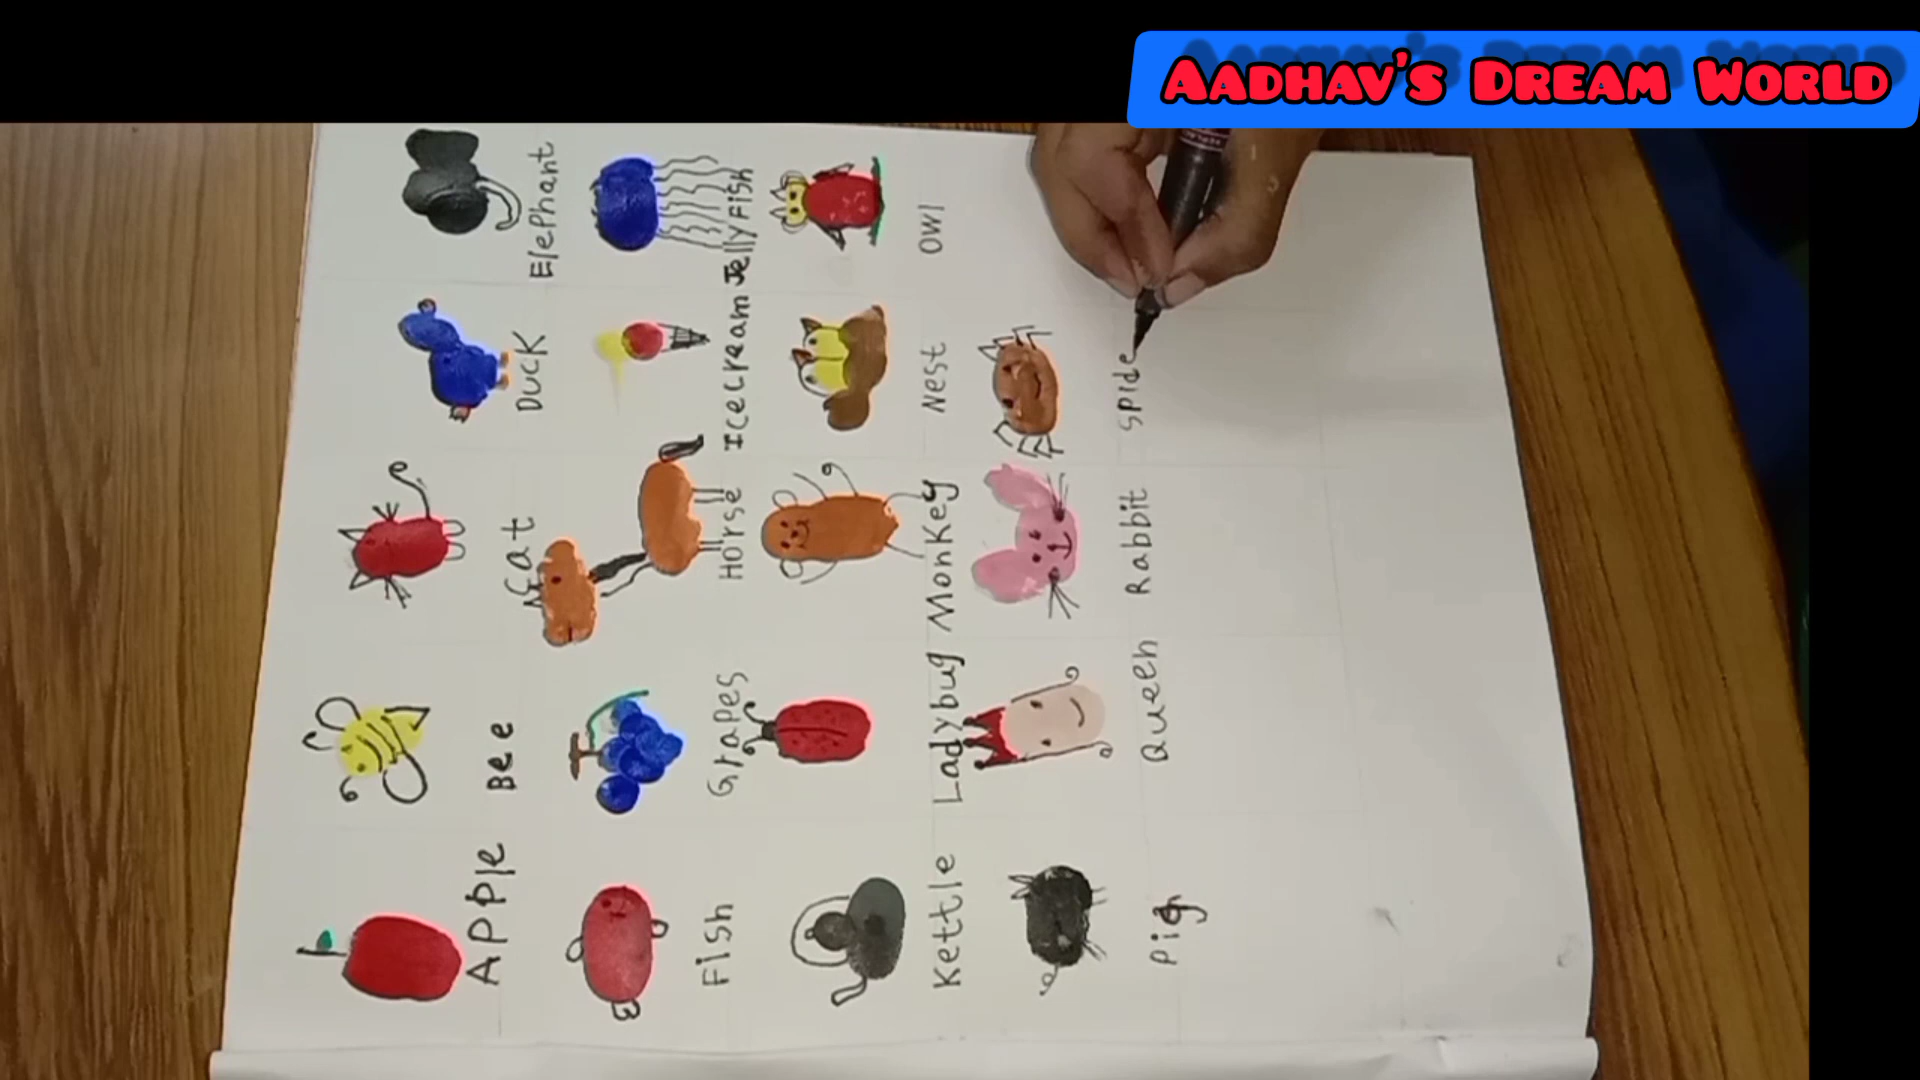 AADHAV'S DREAM WORLD
Apple Bee Cat Duck Elephant
Fish Grapes Horse Icecream Jelly Fish
Kettle Ladybug Monkey Nest Owl
Pig Queen Rabbit Spide